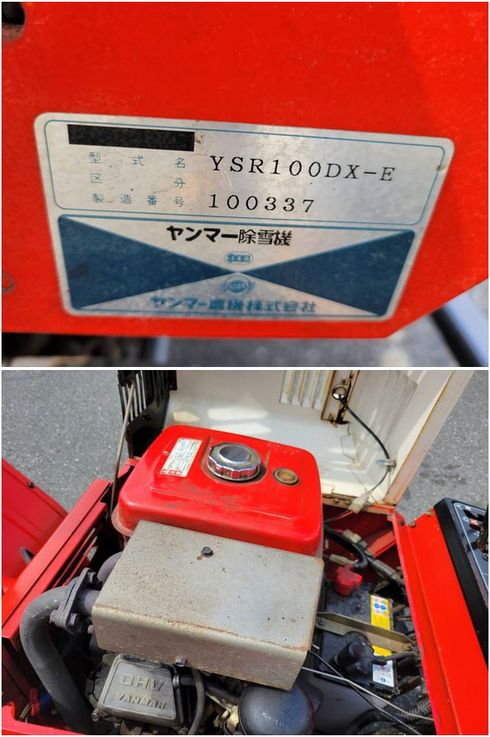 型式名 YSR100DX-E
区分
製造番号 100337
ヤンマー除雪機
ヤンマー農機株式会社
YANMAR